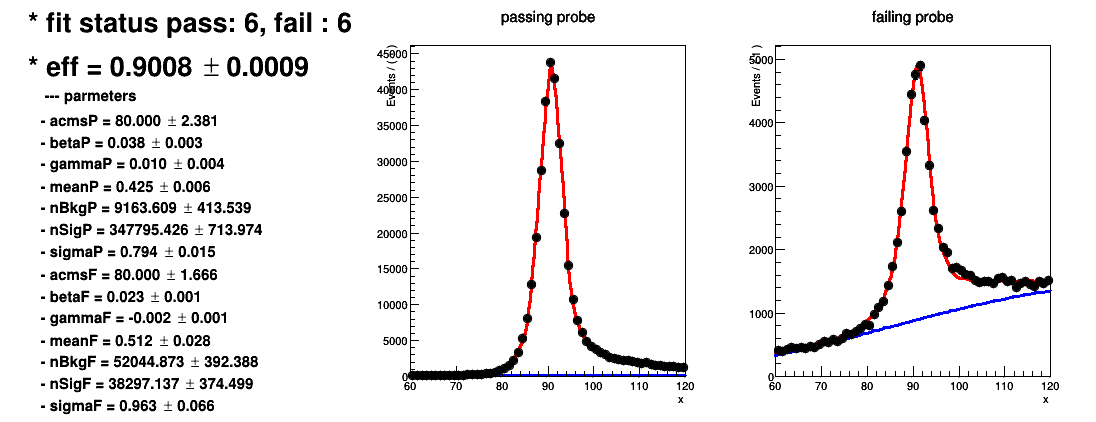 * fit status pass: 6, fail : 6
* eff = 0.9008 ± 0.0009
--- parmeters
- acmsP = 80.000 ± 2.381
- betaP = 0.038 ± 0.003
- gammaP = 0.010 ± 0.004
- meanP = 0.425 ± 0.006
- nBkgP = 9163.609 ± 413.539
- nSigP = 347795.426 ± 713.974
- sigmaP = 0.794 ± 0.015
- acmsF = 80.000 ± 1.666
- betaF = 0.023 ± 0.001
- gammaF = -0.002 ± 0.001
- meanF = 0.512 ± 0.028
- nBkgF = 52044.873 ± 392.388
- nSigF = 38297.137 ± 374.499
- sigmaF = 0.963 ± 0.066
passing probe
Events / (
45000
40000
35000
30000
25000
20000
15000
10000
5000
0
60 70 80 90 100 110 120
x
failing probe
Events / (
5000
4000
3000
2000
1000
0
60 70 80 90 100 110 120
x